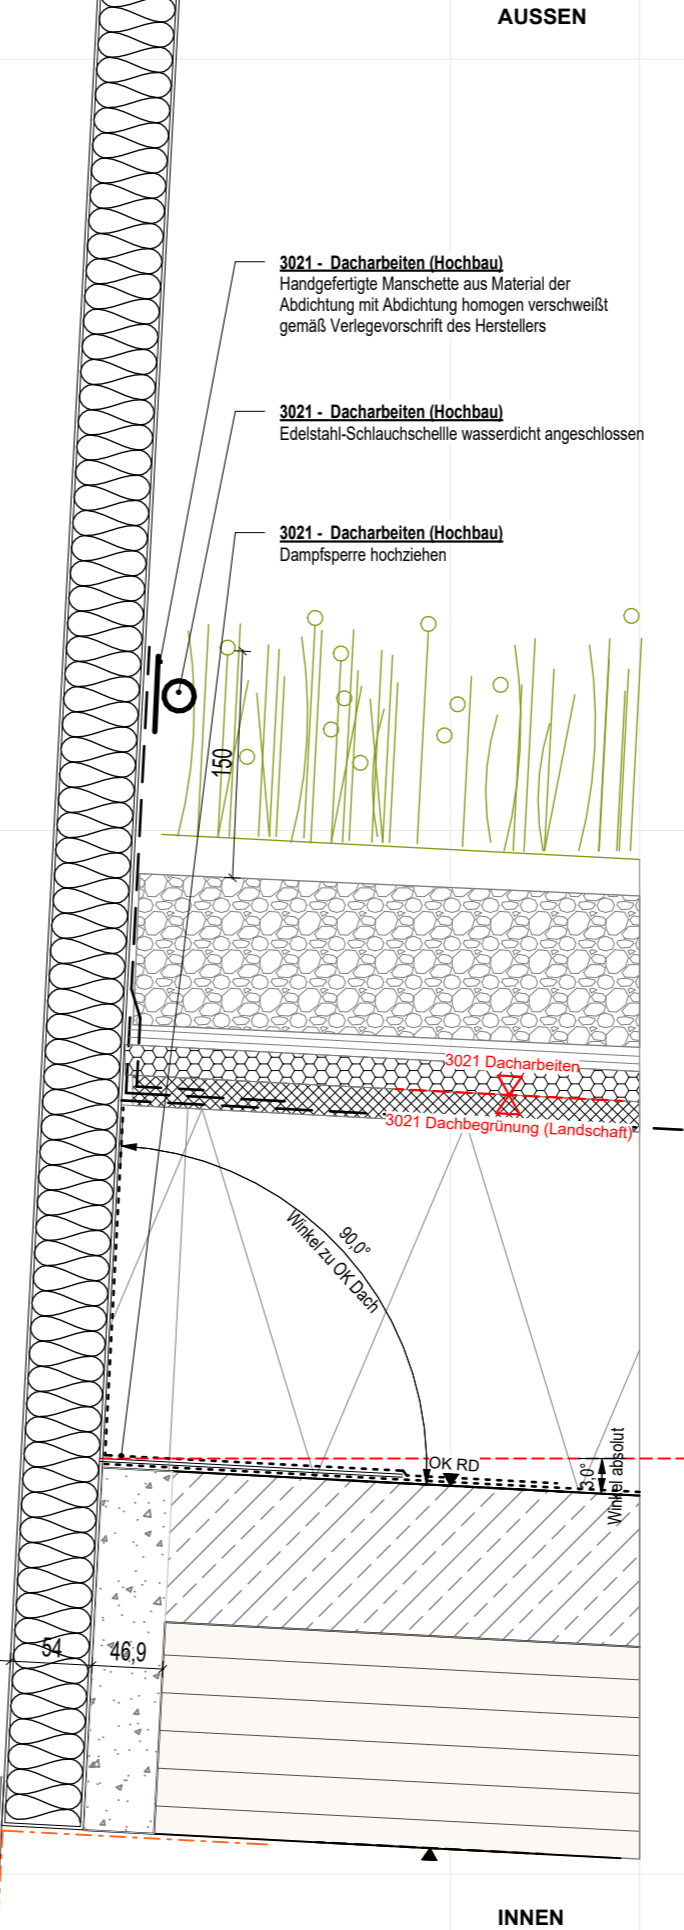 AUSSEN
3021 - Dacharbeiten (Hochbau)
Handgefertigte Manschette aus Material der
Abdichtung mit Abdichtung homogen verschweißt
gemäß Verlegevorschrift des Herstellers
3021 - Dacharbeiten (Hochbau)
Edelstahl-Schlauchschellle wasserdicht angeschlossen
3021 - Dacharbeiten (Hochbau)
Dampfsperre hochziehen
150
3021 Dacharbeiten
3021 Dachbegrünung (Landschaft)
90,0°
Winkel zu OK Dach
OK RD
3,0°
Winkel absolut
54
46,9
INNEN